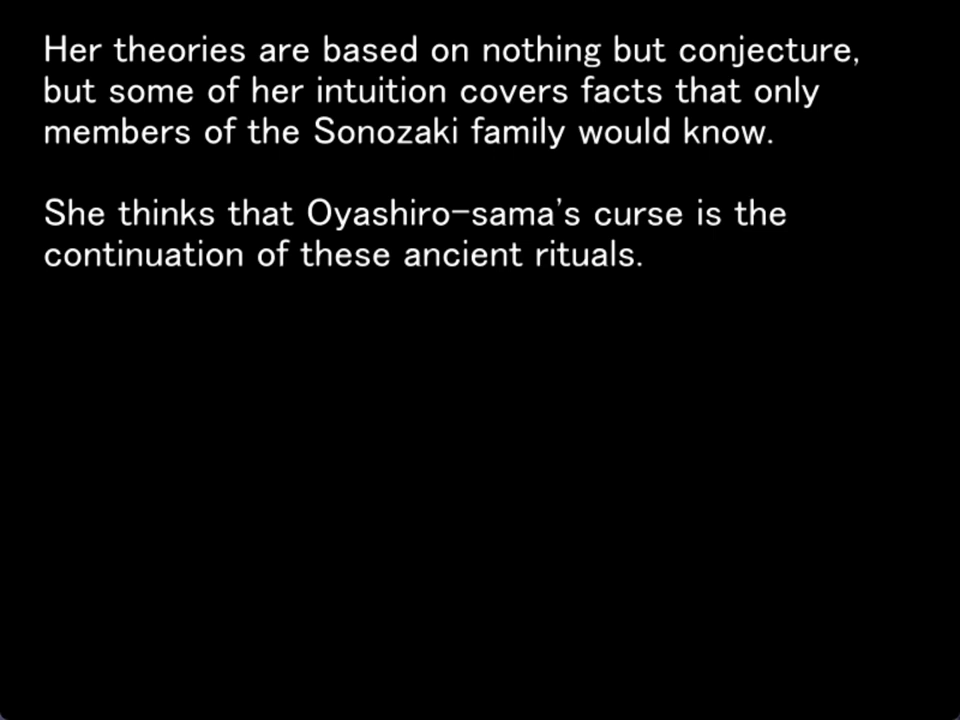 Her theories are based on nothing but conjecture,
but some of her intuition covers facts that only
members of the Sonozaki family would know.
She thinks that Oyashiro-sama's curse is the
continuation of these ancient rituals.